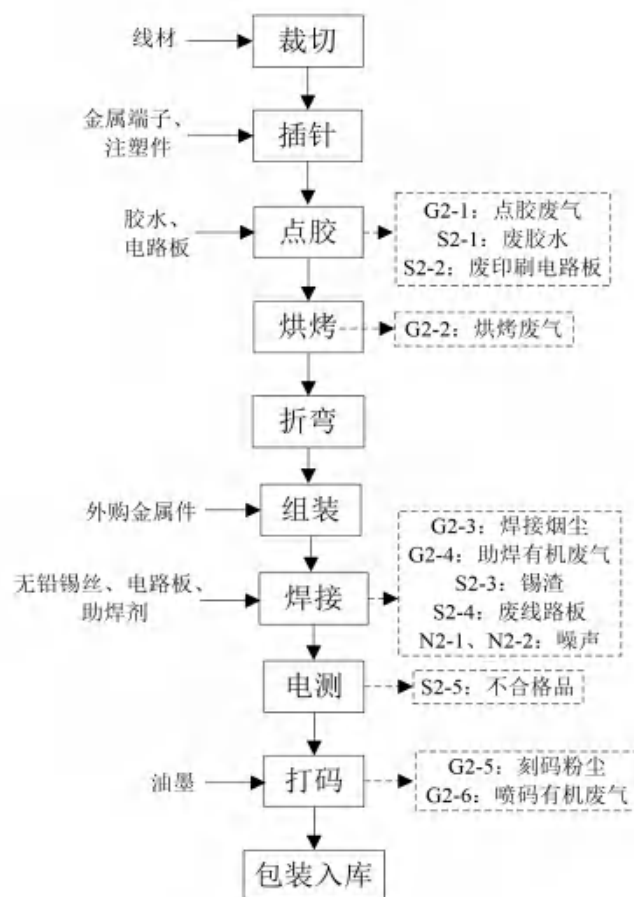 线材
裁切
金属端子、
注塑件
插针
胶水、
电路板
点胶
G2-1：点胶废气
S2-1：废胶水
S2-2：废印刷电路板
烘烤
G2-2：烘烤废气
折弯
外购金属件
组装
无铅锡丝、电路板、
助焊剂
焊接
G2-3：焊接烟尘
G2-4：助焊有机废气
S2-3：锡渣
S2-4：废线路板
N2-1、N2-2：噪声
电测
S2-5：不合格品
油墨
打码
G2-5：刻码粉尘
G2-6：喷码有机废气
包装入库